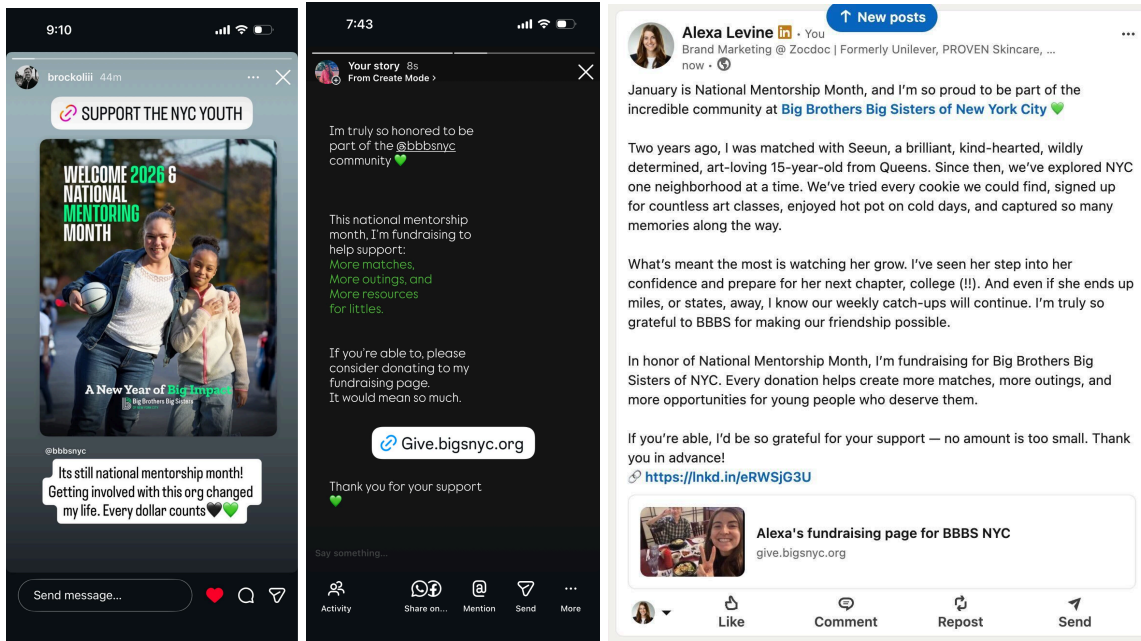 9:10
brockoliii 44m
SUPPORT THE NYC YOUTH
WELCOME 2026 &
NATIONAL
MENTORING
MONTH
A New Year of Big Impact
Big Brothers Big Sisters
@bbbsnyc
Its still national mentorship month!
Getting involved with this org changed
my life. Every dollar counts🖤💚
Send message...
7:43
Your story 8s
From Create Mode >
Im truly so honored to be
part of the @bbbsnyc
community 💚
This national mentorship
month, I'm fundraising to
help support:
More matches,
More outings, and
More resources
for littles.
If you're able to, please
consider donating to my
fundraising page.
It would mean so much.
Give.bigsnyc.org
Thank you for your support
💚
Say something...
Activity
Share on...
Mention
Send
More
↑ New posts
Alexa Levine in • You
Brand Marketing @ Zocdoc | Formerly Unilever, PROVEN Skincare, ...
now •
January is National Mentorship Month, and I'm so proud to be part of the
incredible community at Big Brothers Big Sisters of New York City 💚
Two years ago, I was matched with Seeun, a brilliant, kind-hearted, wildly
determined, art-loving 15-year-old from Queens. Since then, we've explored NYC
one neighborhood at a time. We've tried every cookie we could find, signed up
for countless art classes, enjoyed hot pot on cold days, and captured so many
memories along the way.
What's meant the most is watching her grow. I've seen her step into her
confidence and prepare for her next chapter, college (!!). And even if she ends up
miles, or states, away, I know our weekly catch-ups will continue. I'm truly so
grateful to BBBS for making our friendship possible.
In honor of National Mentorship Month, I'm fundraising for Big Brothers Big
Sisters of NYC. Every donation helps create more matches, more outings, and
more opportunities for young people who deserve them.
If you're able, I'd be so grateful for your support — no amount is too small. Thank
you in advance!
🔗 https://lnkd.in/eRWSjG3U
Alexa's fundraising page for BBBS NYC
give.bigsnyc.org
Like
Comment
Repost
Send